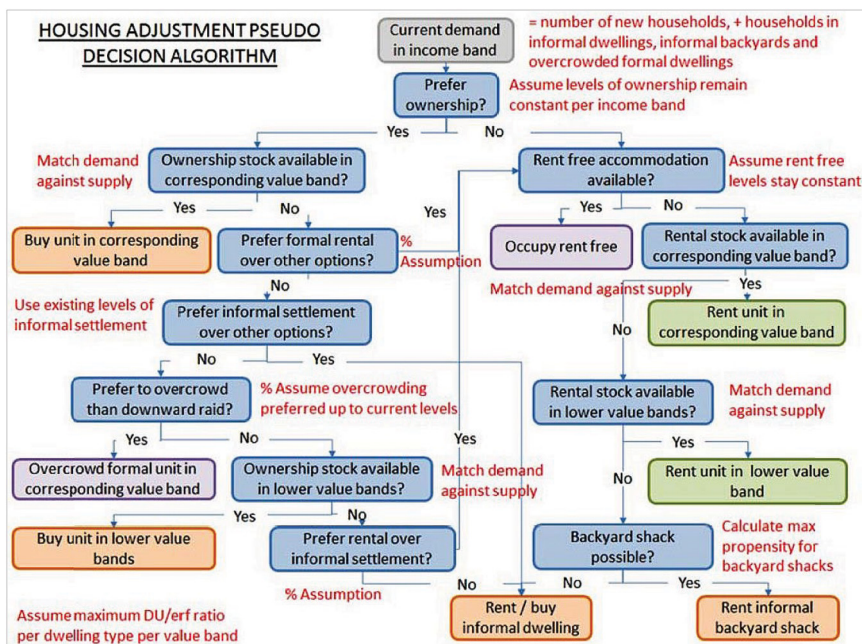 HOUSING ADJUSTMENT PSEUDO
DECISION ALGORITHM
Current demand
in income band
= number of new households, + households in
informal dwellings, informal backyards and
overcrowded formal dwellings
Prefer
ownership?
Assume levels of ownership remain
constant per income band
Yes
No
Match demand
against supply
Ownership stock available in
corresponding value band?
Rent free accommodation
available?
Assume rent free
levels stay constant
Yes
No
Yes
Yes
No
Buy unit in corresponding
value band
Prefer formal rental
over other options?
%
Assumption
Occupy rent free
Rental stock available in
corresponding value band?
No
Match demand against supply
Yes
Use existing levels of
informal settlement
Prefer informal settlement
over other options?
Rent unit in
corresponding value band
No
No
Yes
Prefer to overcrowd
than downward raid?
% Assume overcrowding
preferred up to current levels
Rental stock available
in lower value bands?
Match demand
against supply
Yes
No
Yes
Yes
Overcrowd formal unit in
corresponding value band
Ownership stock available
in lower value bands?
Match demand
against supply
Rent unit in lower value
band
No
Yes
No
Buy unit in lower value
bands
Prefer rental over
informal settlement?
Backyard shack
possible?
Calculate max
propensity for
backyard shacks
% Assumption
No
No
Yes
Assume maximum DU/erf ratio
per dwelling type per value band
Rent / buy
informal dwelling
Rent informal
backyard shack